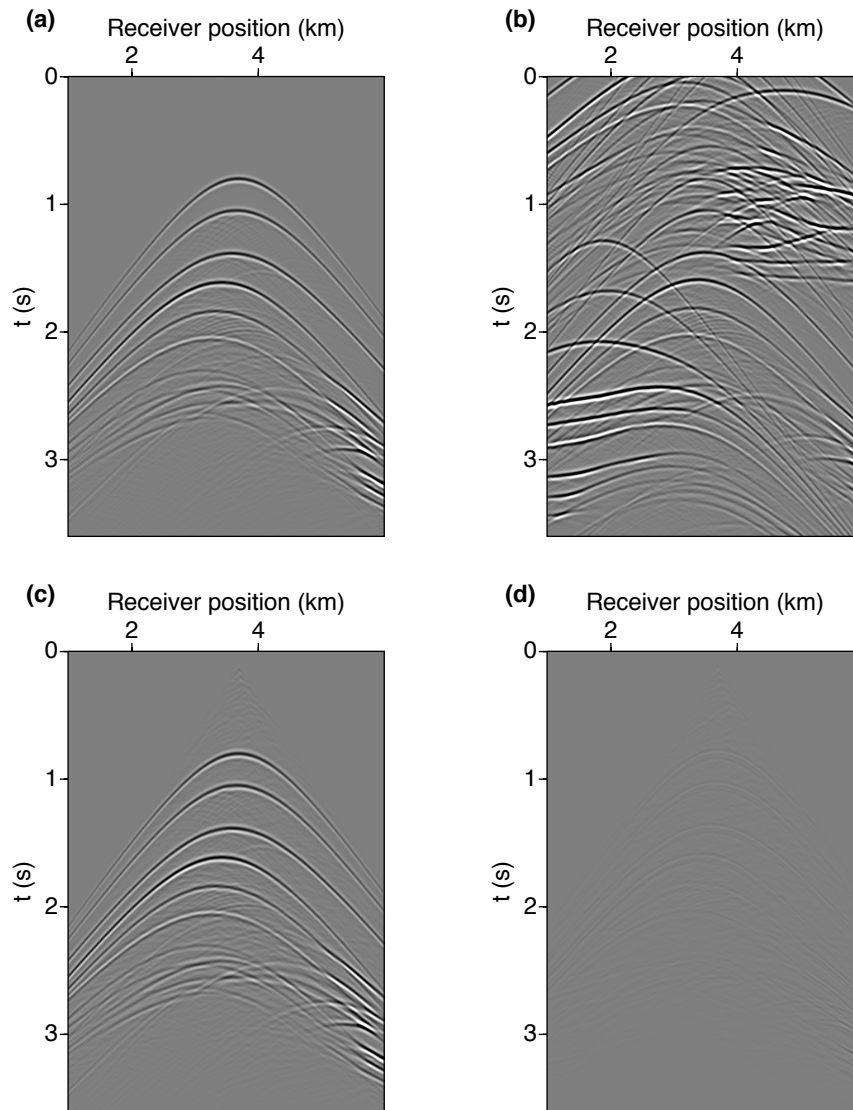 (a)
Receiver position (km)
2 4
0
1
2
3
t (s)
(b)
Receiver position (km)
2 4
0
1
2
3
t (s)
(c)
Receiver position (km)
2 4
0
1
2
3
t (s)
(d)
Receiver position (km)
2 4
0
1
2
3
t (s)